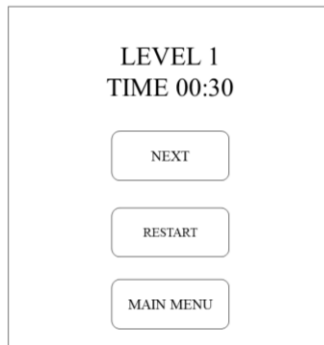 LEVEL 1
TIME 00:30
NEXT
RESTART
MAIN MENU